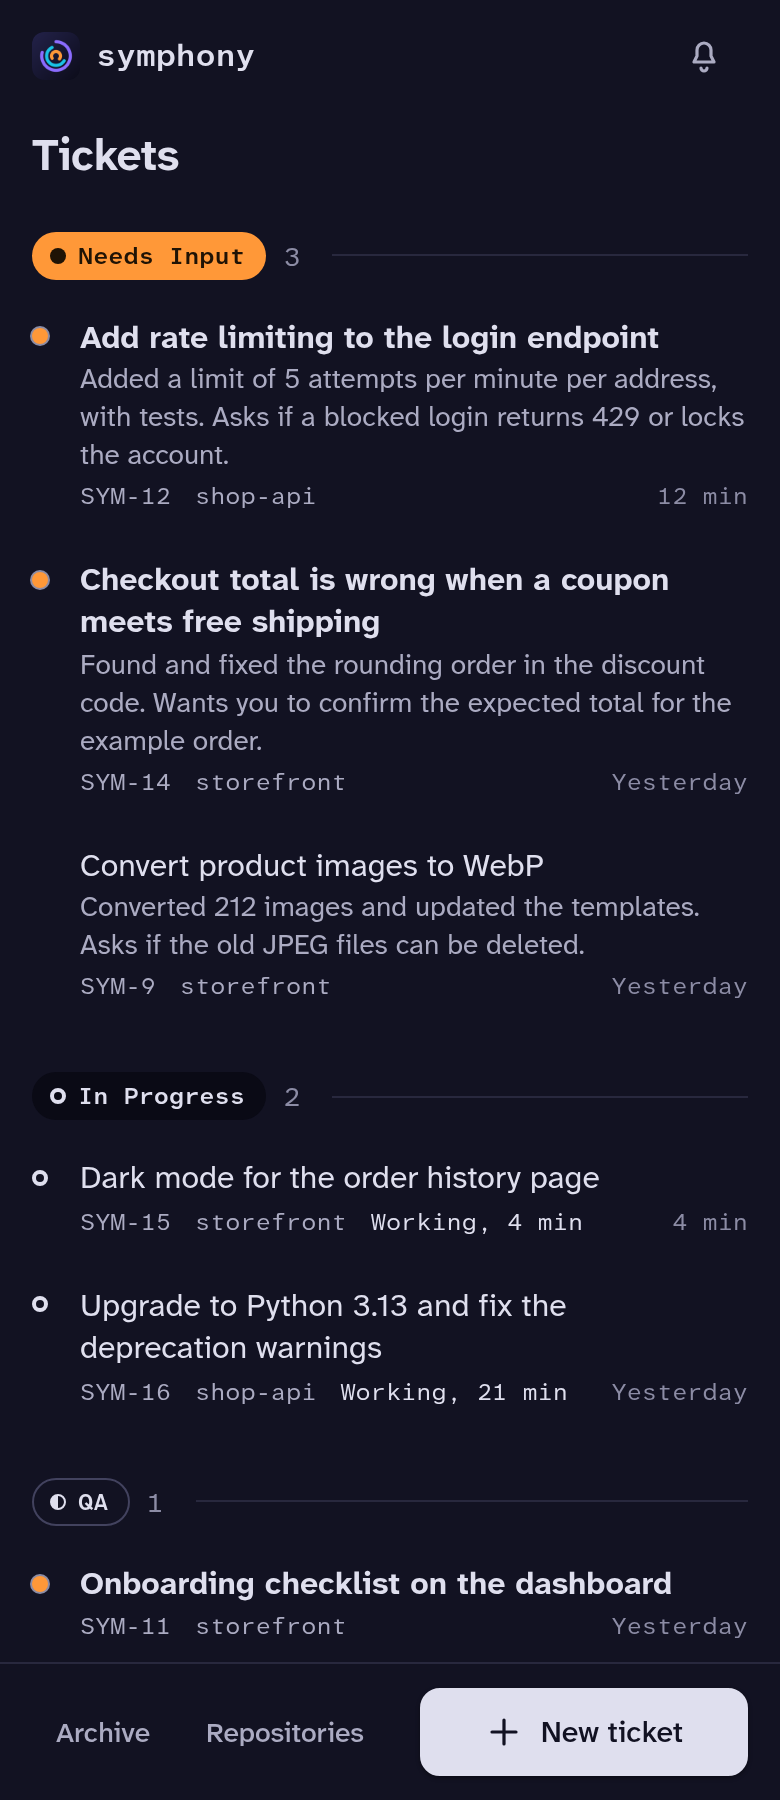 symphony
Tickets
Needs Input 3
Add rate limiting to the login endpoint
Added a limit of 5 attempts per minute per address,
with tests. Asks if a blocked login returns 429 or locks
the account.
SYM-12 shop-api 12 min
Checkout total is wrong when a coupon
meets free shipping
Found and fixed the rounding order in the discount
code. Wants you to confirm the expected total for the
example order.
SYM-14 storefront Yesterday
Convert product images to WebP
Converted 212 images and updated the templates.
Asks if the old JPEG files can be deleted.
SYM-9 storefront Yesterday
In Progress 2
Dark mode for the order history page
SYM-15 storefront Working, 4 min 4 min
Upgrade to Python 3.13 and fix the
deprecation warnings
SYM-16 shop-api Working, 21 min Yesterday
QA 1
Onboarding checklist on the dashboard
SYM-11 storefront Yesterday
Archive Repositories New ticket